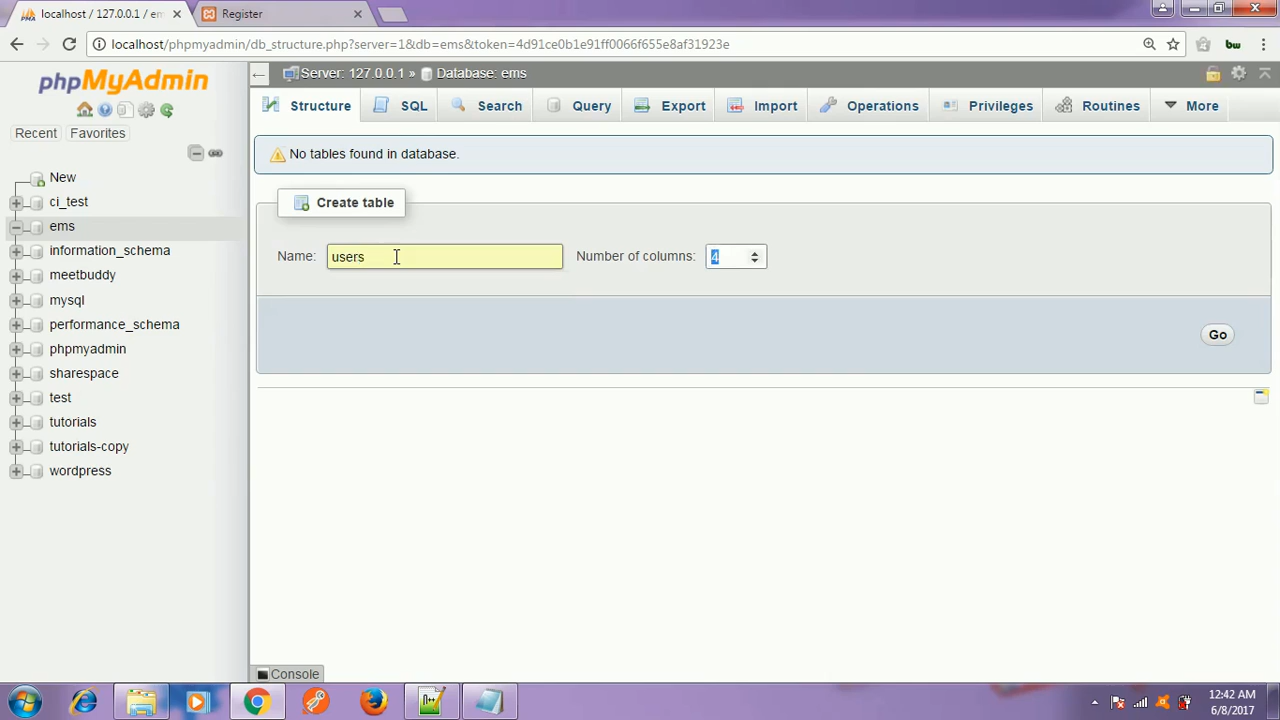 localhost / 127.0.0.1 / em
Register
localhost/phpmyadmin/db_structure.php?server=1&db=ems&token=4d91ce0b1e91ff0066f655e8af31923e
bw
phpMyAdmin
Server: 127.0.0.1 » Database: ems
Structure SQL Search Query Export Import Operations Privileges Routines More
Recent Favorites
No tables found in database.
New
ci_test
ems
information_schema
meetbuddy
mysql
performance_schema
phpmyadmin
sharespace
test
tutorials
tutorials-copy
wordpress
Create table
Name: users Number of columns: 4
Go
Console
12:42 AM
6/8/2017